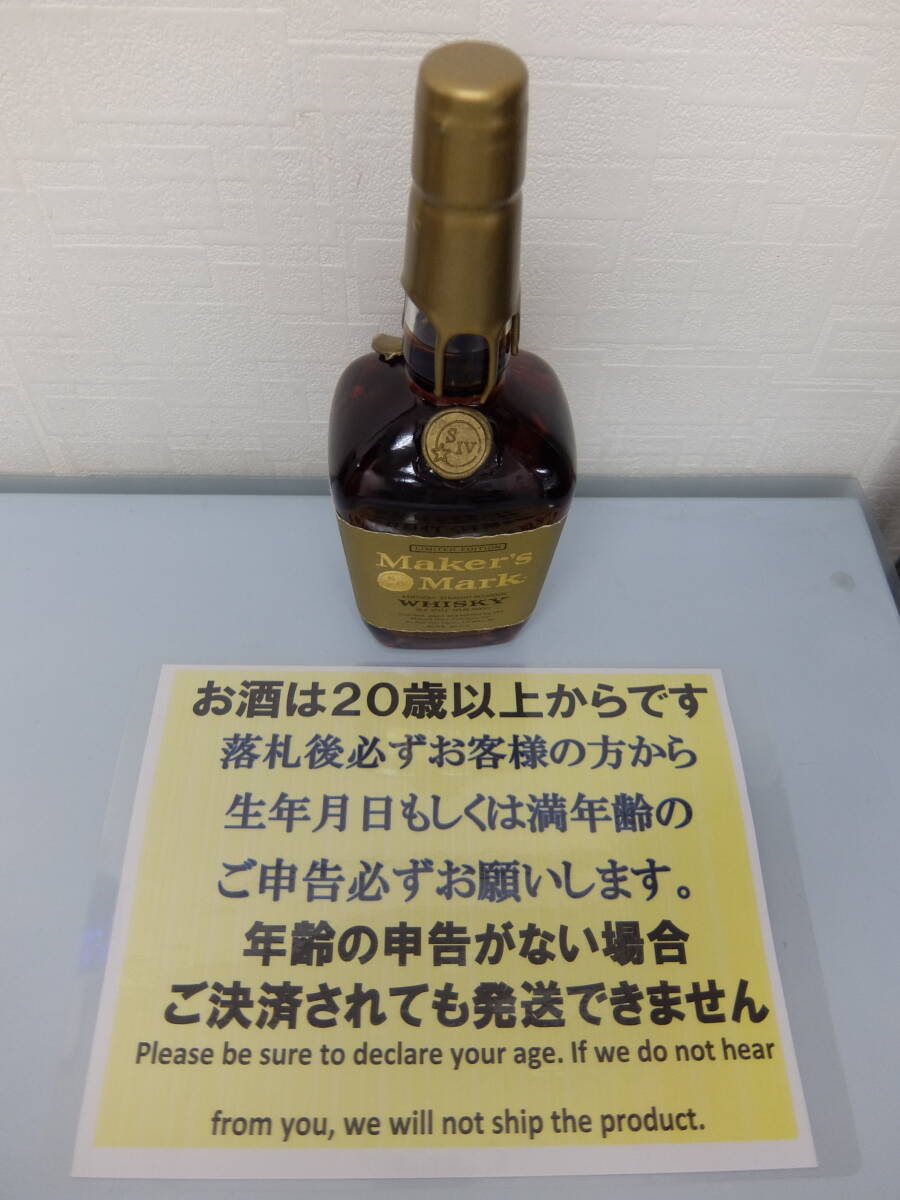 S IV
LIMITED EDITION
Maker's
Mark
WHISKY
お酒は20歳以上からです
落札後必ずお客様の方から
生年月日もしくは満年齢の
ご申告必ずお願いします。
年齢の申告がない場合
ご決済されても発送できません
Please be sure to declare your age. If we do not hear
from you, we will not ship the product.